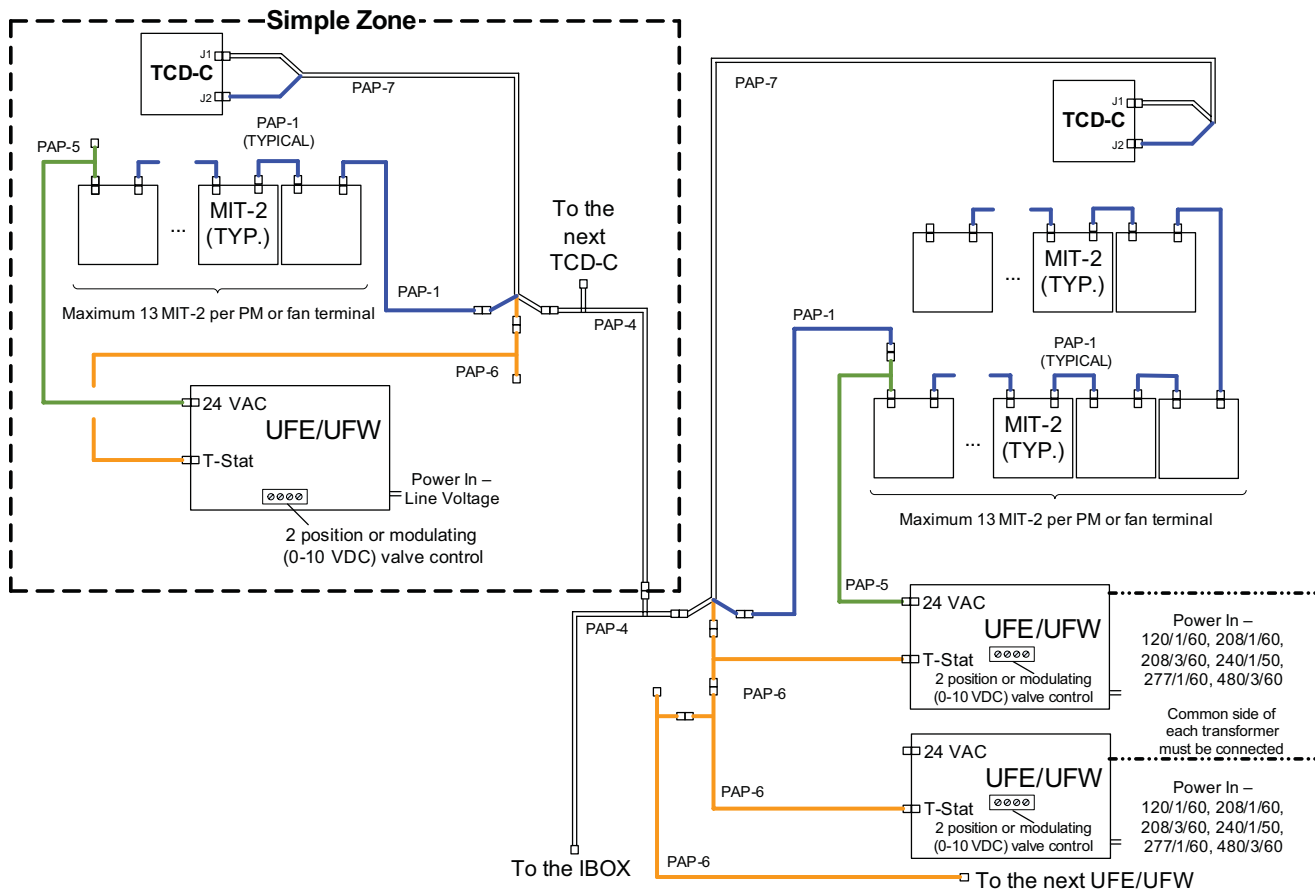 Simple Zone
TCD-C
J1
J2
PAP-7
PAP-1
(TYPICAL)
PAP-5
MIT-2
(TYP.)
...
Maximum 13 MIT-2 per PM or fan terminal
PAP-1
To the
next
TCD-C
PAP-4
PAP-6
24 VAC
UFE/UFW
T-Stat
Power In –
Line Voltage
2 position or modulating
(0-10 VDC) valve control
PAP-7
TCD-C
J1
J2
...
MIT-2
(TYP.)
PAP-1
PAP-1
(TYPICAL)
...
MIT-2
(TYP.)
Maximum 13 MIT-2 per PM or fan terminal
PAP-5
PAP-4
24 VAC
UFE/UFW
T-Stat
2 position or modulating
(0-10 VDC) valve control
Power In –
120/1/60, 208/1/60,
208/3/60, 240/1/50,
277/1/60, 480/3/60
PAP-6
Common side of
each transformer
must be connected
24 VAC
UFE/UFW
T-Stat
2 position or modulating
(0-10 VDC) valve control
Power In –
120/1/60, 208/1/60,
208/3/60, 240/1/50,
277/1/60, 480/3/60
PAP-6
To the IBOX
PAP-6
To the next UFE/UFW